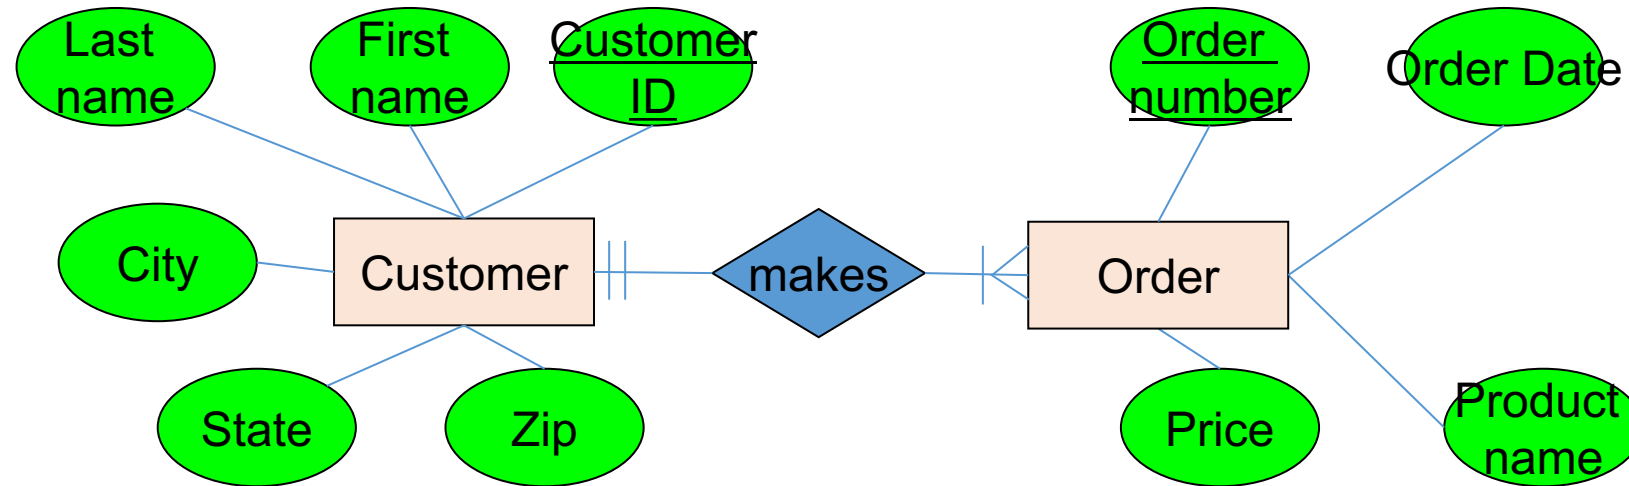 Last
name
First
name
Customer
ID
Order
number
Order Date
City
Customer
makes
Order
State
Zip
Price
Product
name